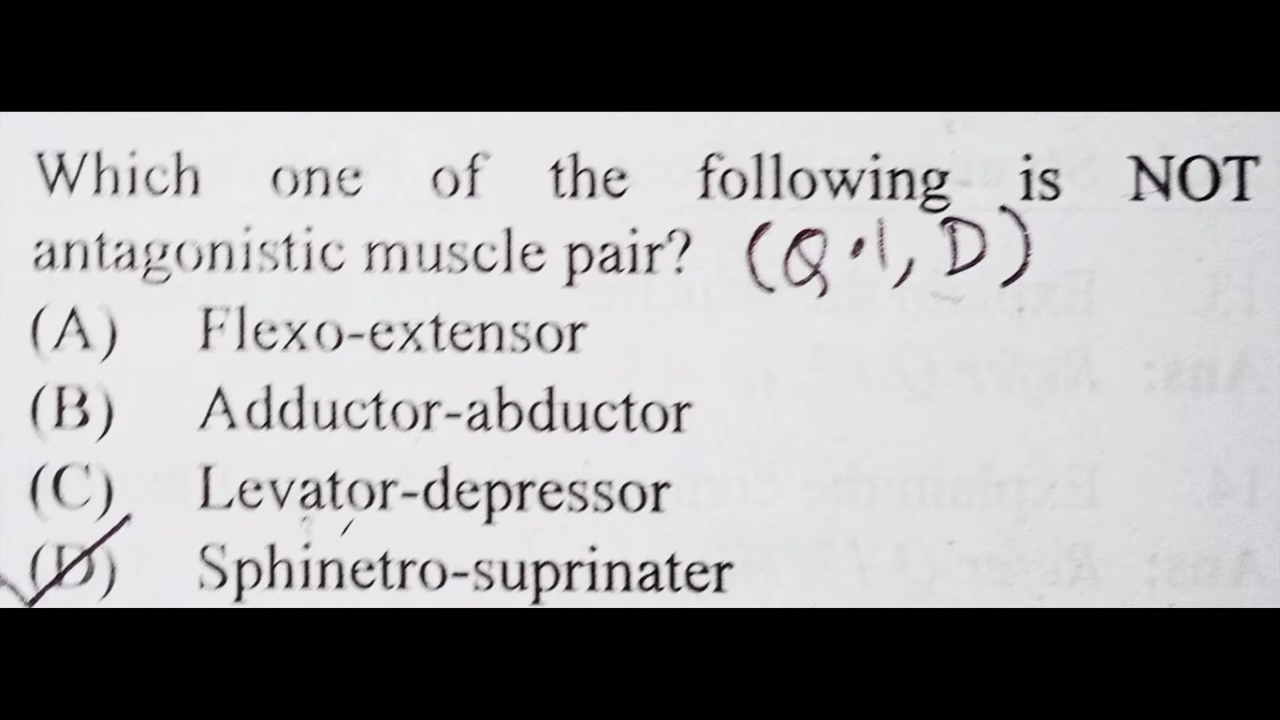 Which one of the following is NOT
antagonistic muscle pair? (Q.1, D)
(A) Flexo-extensor
(B) Adductor-abductor
(C) Levator-depressor
(D) Sphinetro-suprinater